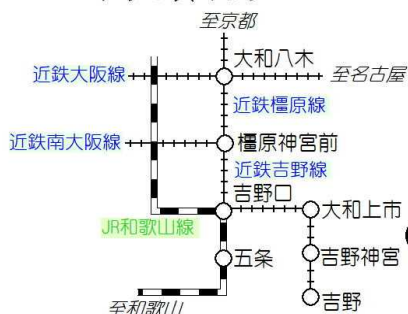 至京都
大和八木
近鉄大阪線
至名古屋
近鉄橿原線
近鉄南大阪線
橿原神宮前
近鉄吉野線
吉野口
大和上市
JR和歌山線
五条
吉野神宮
至和歌山
吉野